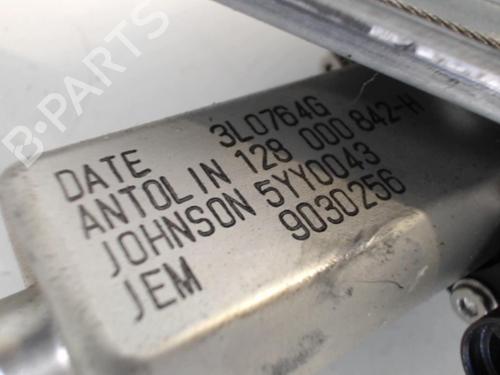 B-PARTS
DATE 3L0764G
ANTOLIN 128 000 842-H
JOHNSON 5YY0043
JEM 9030256